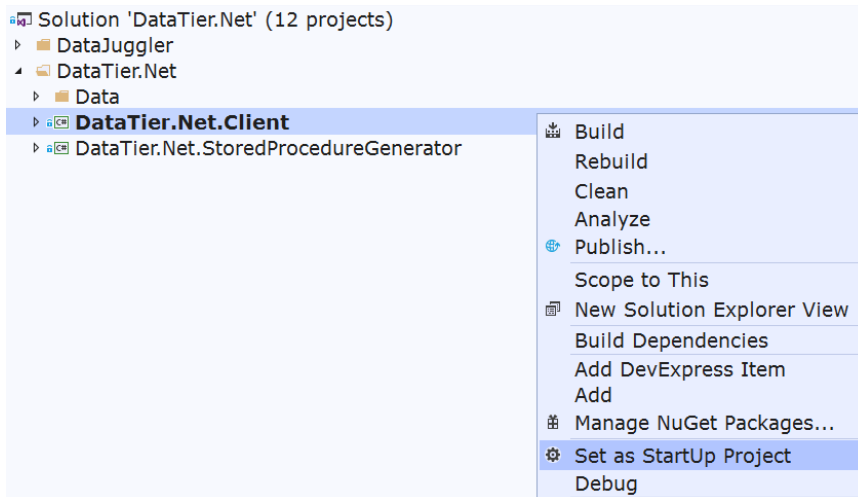 Solution 'DataTier.Net' (12 projects)
DataJuggler
DataTier.Net
Data
DataTier.Net.Client
DataTier.Net.StoredProcedureGenerator
Build
Rebuild
Clean
Analyze
Publish...
Scope to This
New Solution Explorer View
Build Dependencies
Add DevExpress Item
Add
Manage NuGet Packages...
Set as StartUp Project
Debug